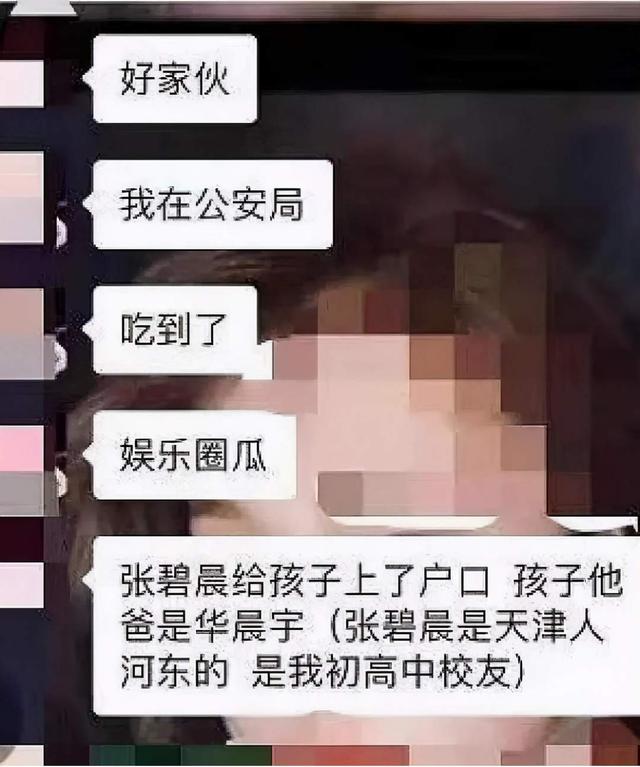 好家伙
我在公安局
吃到了
娱乐圈瓜
张碧晨给孩子上了户口 孩子他
爸是华晨宇（张碧晨是天津人
河东的 是我初高中校友）